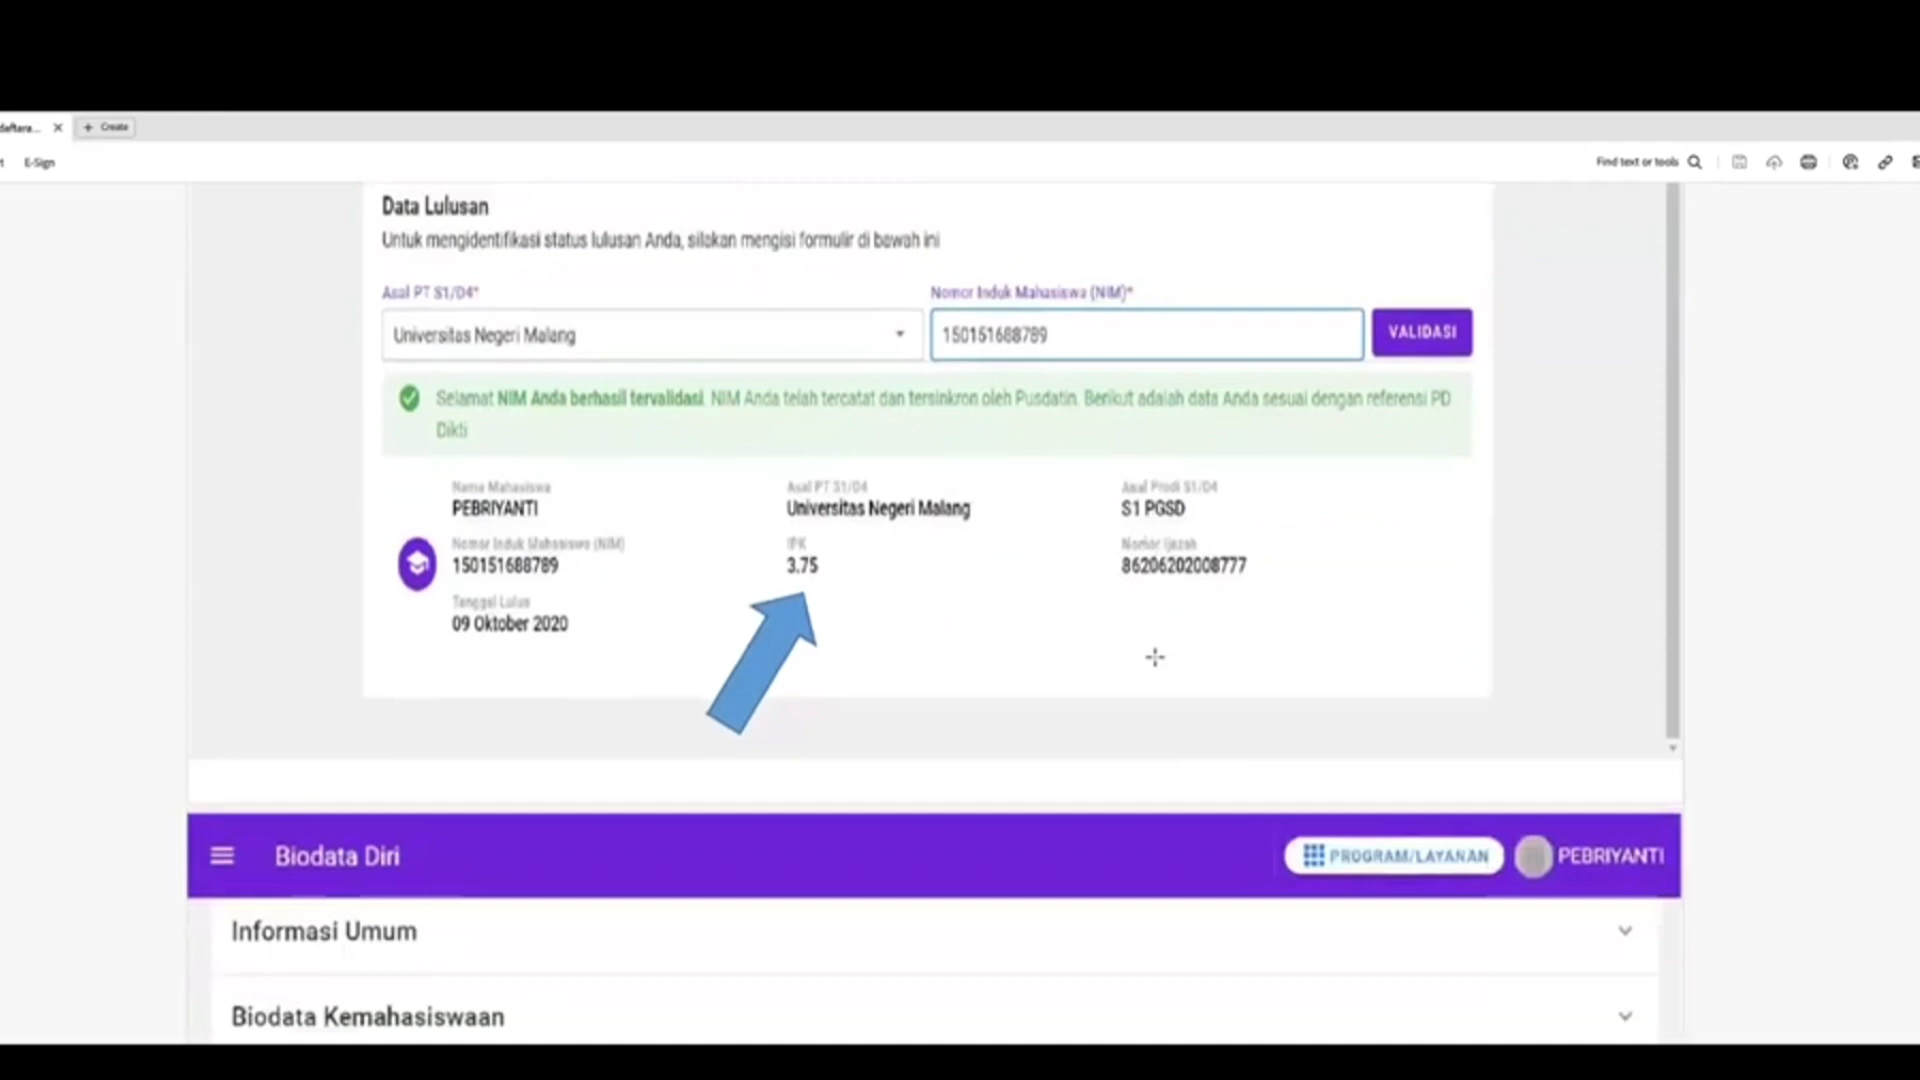 daftara...
Create
E-Sign
Find text or tools
Data Lulusan
Untuk mengidentifikasi status lulusan Anda, silakan mengisi formulir di bawah ini
Asal PT S1/D4*
Nomor Induk Mahasiswa (NIM)*
Universitas Negeri Malang
150151688789
VALIDASI
Selamat NIM Anda berhasil tervalidasi. NIM Anda telah tercatat dan tersinkron oleh Pusdatin. Berikut adalah data Anda sesuai dengan referensi PD
Dikti
Nama Mahasiswa
Asal PT S1/D4
Asal Prodi S1/D4
PEBRIYANTI
Universitas Negeri Malang
S1 PGSD
Nomor Induk Mahasiswa (NIM)
IPK
Nomor Ijazah
150151688789
3.75
86206202008777
Tanggal Lulus
09 Oktober 2020
Biodata Diri
PROGRAM/LAYANAN
PEBRIYANTI
Informasi Umum
Biodata Kemahasiswaan